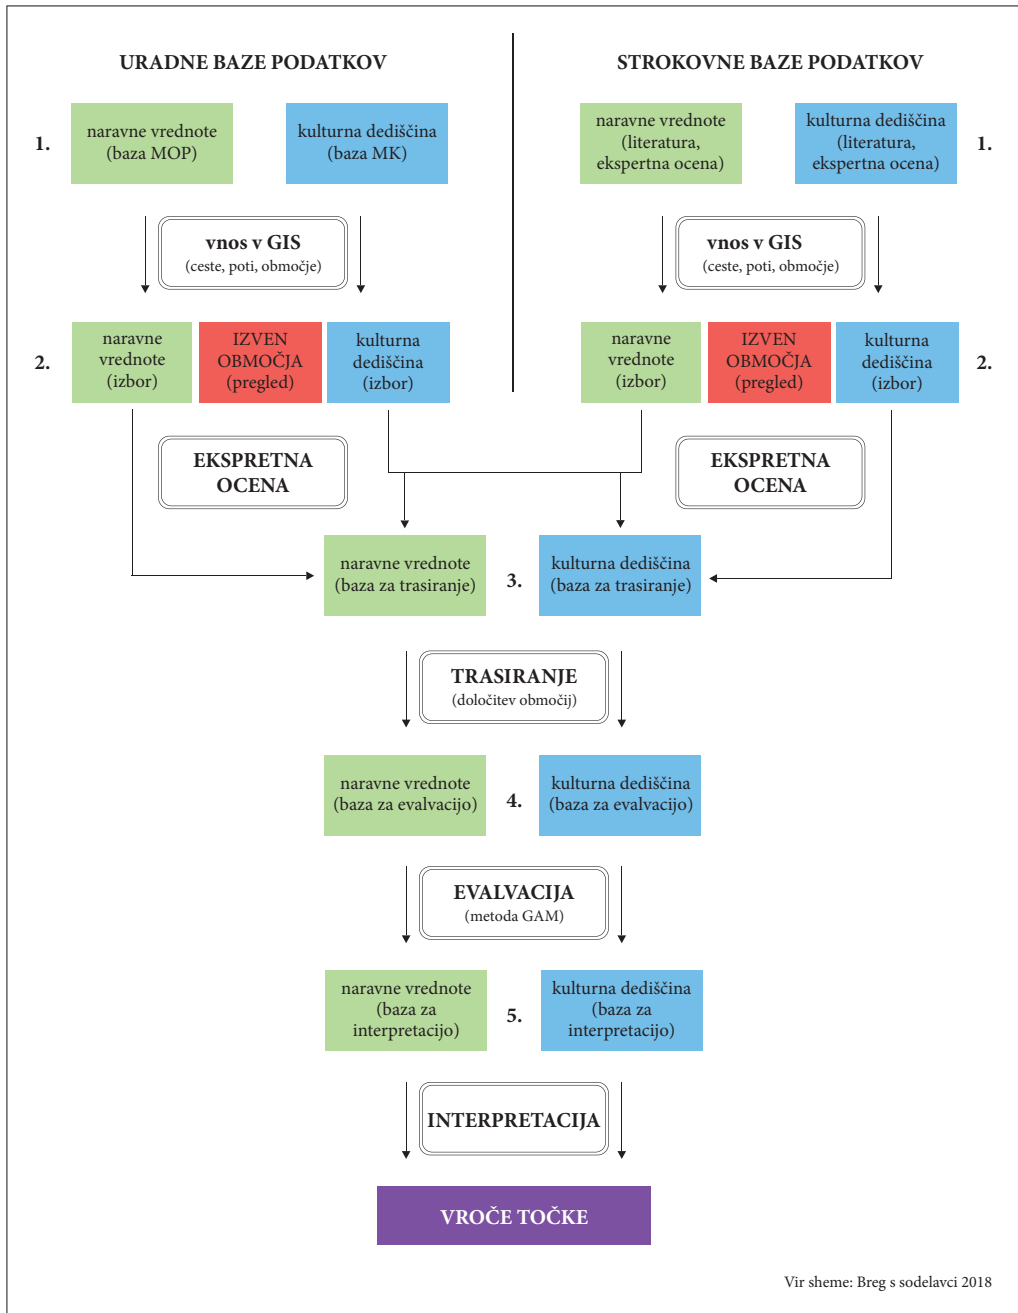 URADNE BAZE PODATKOV
STROKOVNE BAZE PODATKOV
1.
naravne vrednote
(baza MOP)
kulturna dediščina
(baza MK)
naravne vrednote
(literatura,
ekspertna ocena)
kulturna dediščina
(literatura,
ekspertna ocena)
1.
vnos v GIS
(ceste, poti, območje)
vnos v GIS
(ceste, poti, območje)
2.
naravne
vrednote
(izbor)
IZVEN
OBMOČJA
(pregled)
kulturna
dediščina
(izbor)
naravne
vrednote
(izbor)
IZVEN
OBMOČJA
(pregled)
kulturna
dediščina
(izbor)
2.
EKSPRETNA
OCENA
EKSPRETNA
OCENA
naravne vrednote
(baza za trasiranje)
3.
kulturna dediščina
(baza za trasiranje)
TRASIRANJE
(določitev območij)
naravne vrednote
(baza za evalvacijo)
4.
kulturna dediščina
(baza za evalvacijo)
EVALVACIJA
(metoda GAM)
naravne vrednote
(baza za
interpretacijo)
5.
kulturna dediščina
(baza za
interpretacijo)
INTERPRETACIJA
VROČE TOČKE
Vir sheme: Breg s sodelavci 2018